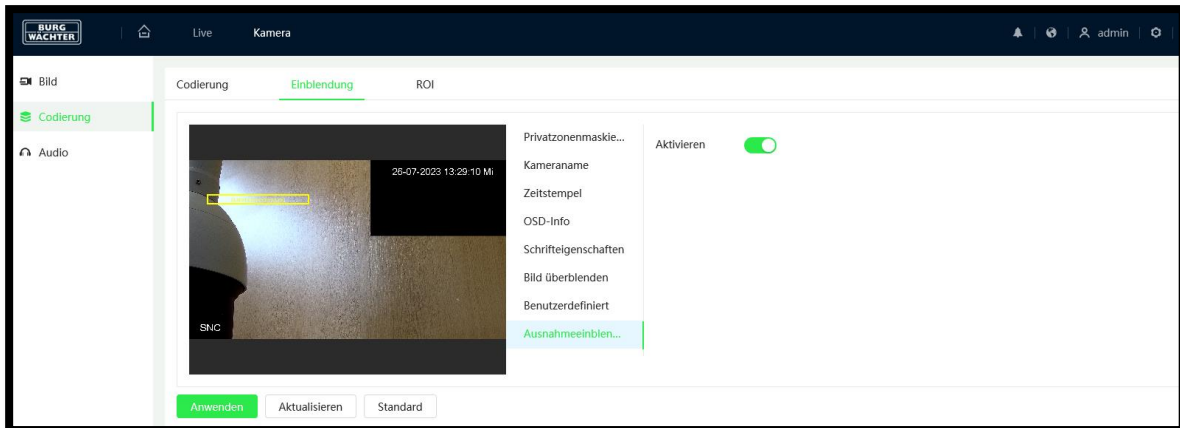 BURG
WÄCHTER
Live
Kamera
admin
Bild
Codierung
Audio
Codierung
Einblendung
ROI
26-07-2023 13:29:10 Mi
SNC
Privatzonenmaskie...
Kameraname
Zeitstempel
OSD-Info
Schrifteigenschaften
Bild überblenden
Benutzerdefiniert
Ausnahmeeinblen...
Aktivieren
Anwenden
Aktualisieren
Standard